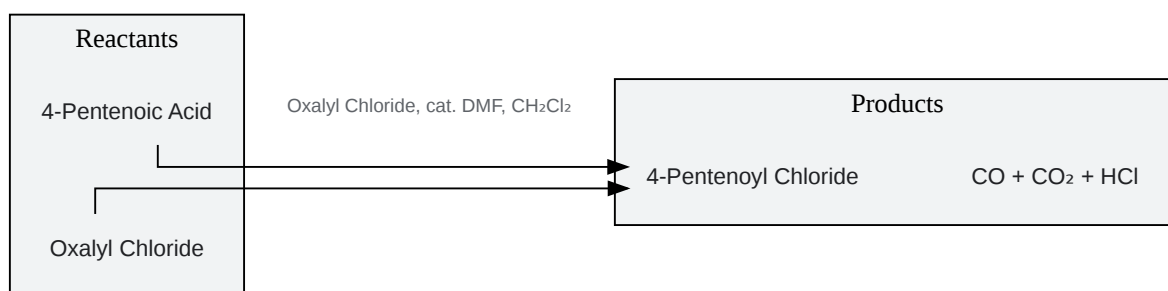 Reactants
4-Pentenoic Acid
Oxalyl Chloride
Oxalyl Chloride, cat. DMF, CH₂Cl₂
Products
4-Pentenoyl Chloride
CO + CO₂ + HCl